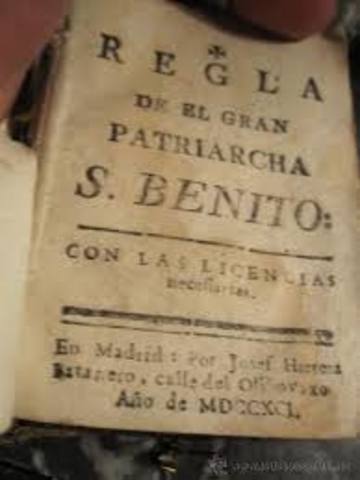 ✠
REGLA
DE EL GRAN
PATRIARCHA
S. BENITO:
CON LAS LICENCIAS
necessarias.
En Madrid: Por Josef Herrera
Batanero, calle del
Año de MDCCXCI.